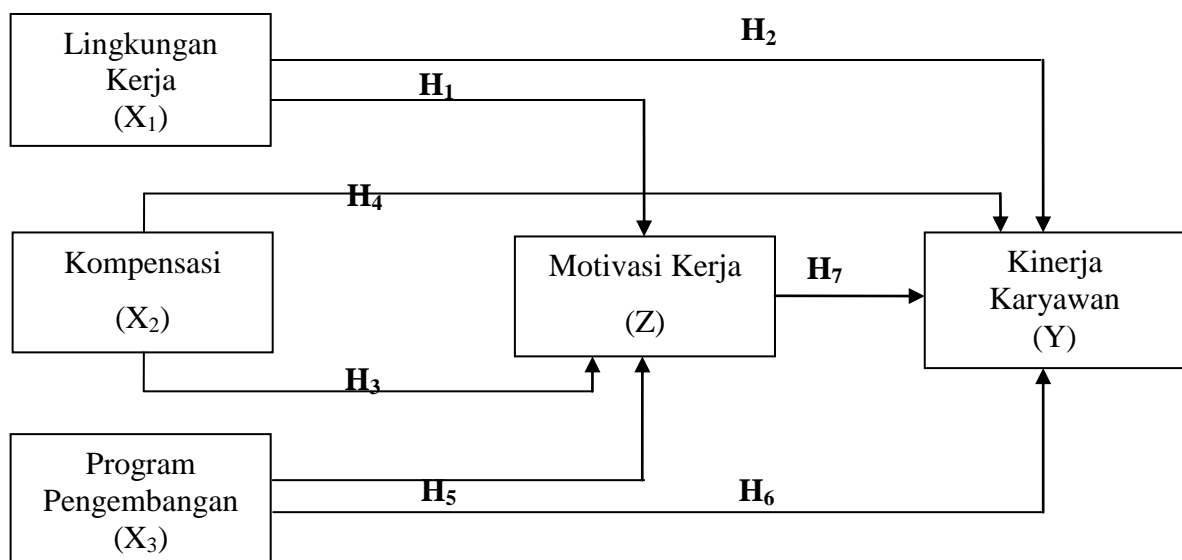 Lingkungan
Kerja
(X₁)
H₂
H₁
H₄
Kompensasi
(X₂)
Motivasi Kerja
(Z)
H₇
Kinerja
Karyawan
(Y)
H₃
Program
Pengembangan
(X₃)
H₅
H₆